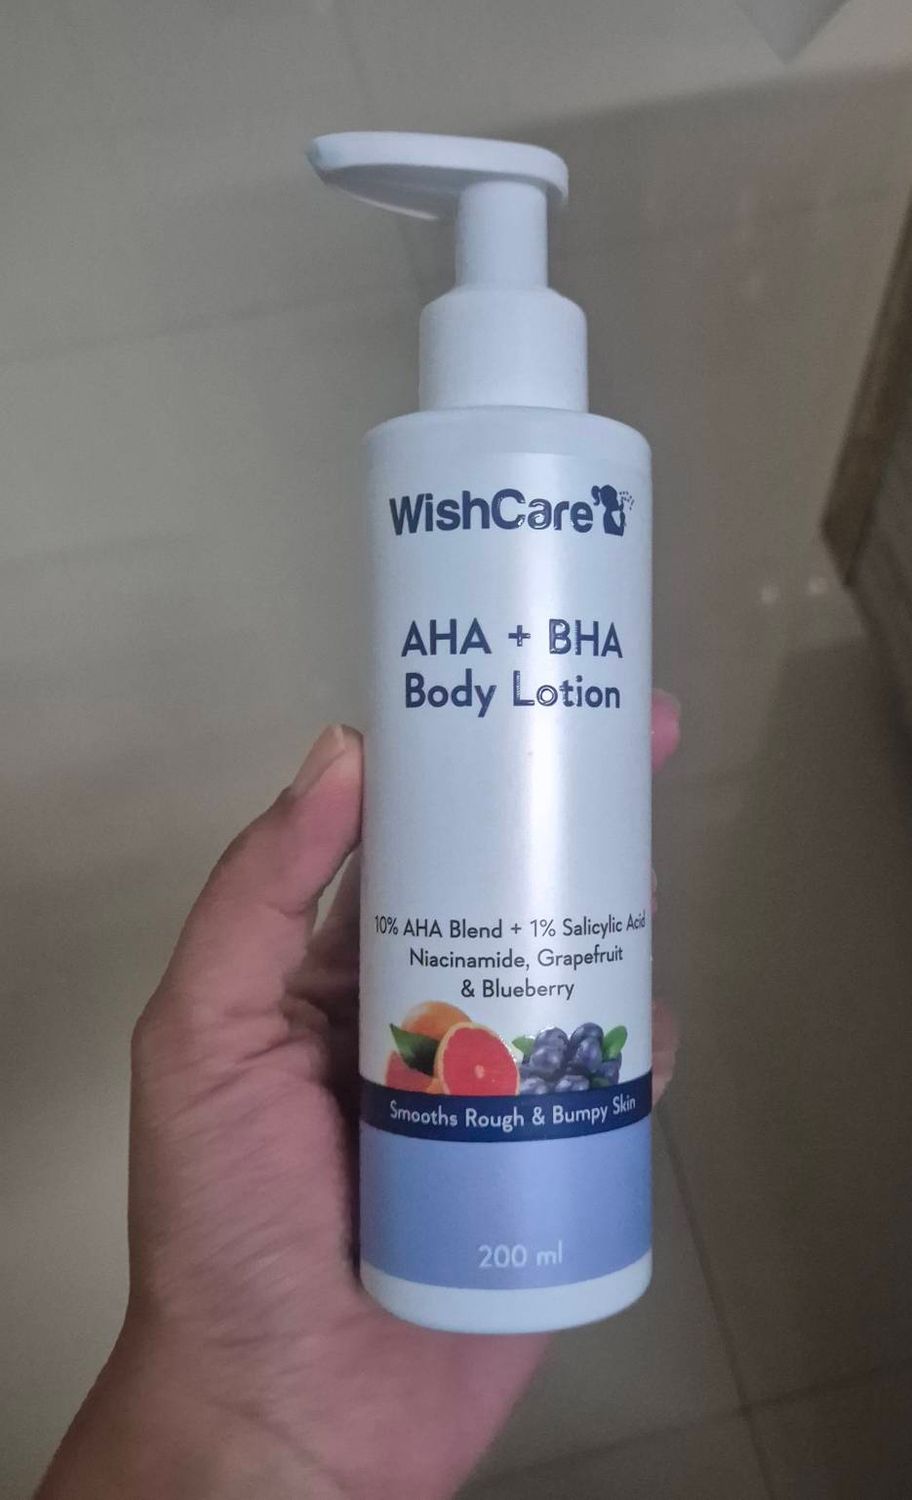 WishCare
AHA + BHA
Body Lotion
10% AHA Blend + 1% Salicylic Acid
Niacinamide, Grapefruit
& Blueberry
Smooths Rough & Bumpy Skin
200 ml